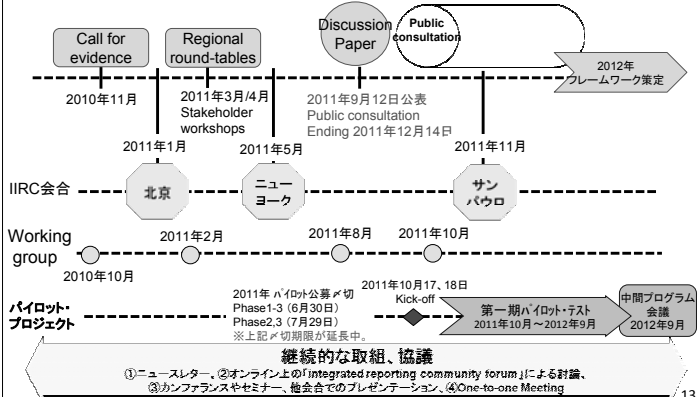 Call for
evidence
Regional
round-tables
Discussion
Paper
Public
consultation
2012年
フレームワーク策定
2010年11月
2011年3月/4月
Stakeholder
workshops
2011年9月12日公表
Public consultation
Ending 2011年12月14日
2011年1月
2011年5月
2011年11月
IIRC会合
北京
ニュー
ヨーク
サン
パウロ
Working
group
2010年10月
2011年2月
2011年8月
2011年10月
パイロット・
プロジェクト
2011年 パイロット公募〆切
Phase1-3 (6月30日)
Phase2,3 (7月29日)
※上記〆切期限が延長中。
2011年10月17、18日
Kick-off
第一期パイロット・テスト
2011年10月～2012年9月
中間プログラム
会議
2012年9月
継続的な取組、協議
①ニュースレター、②オンライン上の「integrated reporting community forum」による討論、
③カンファランスやセミナー、他会合でのプレゼンテーション、④One-to-one Meeting
13